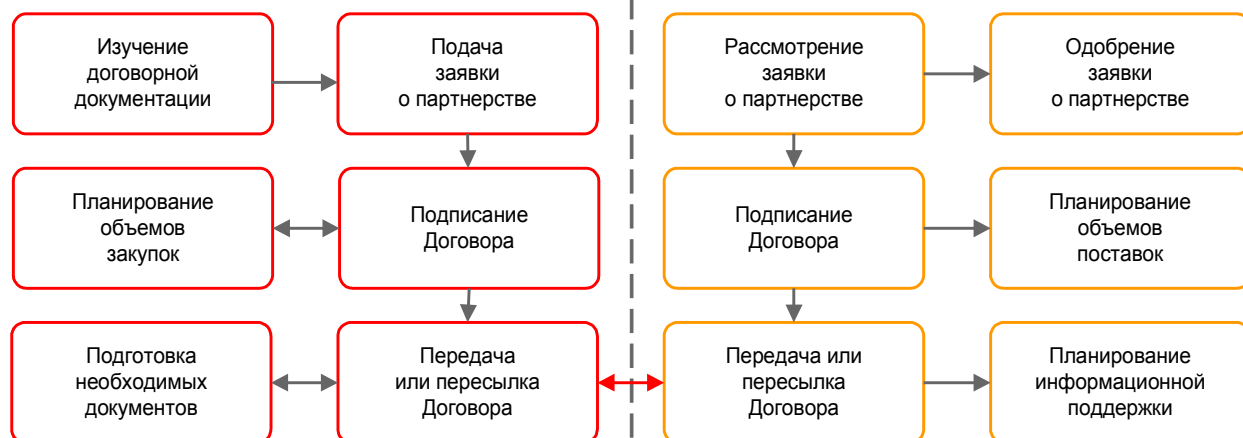 Изучение
договорной
документации
Подача
заявки
о партнерстве
Рассмотрение
заявки
о партнерстве
Одобрение
заявки
о партнерстве
Планирование
объемов
закупок
Подписание
Договора
Подписание
Договора
Планирование
объемов
поставок
Подготовка
необходимых
документов
Передача
или пересылка
Договора
Передача или
пересылка
Договора
Планирование
информационной
поддержки